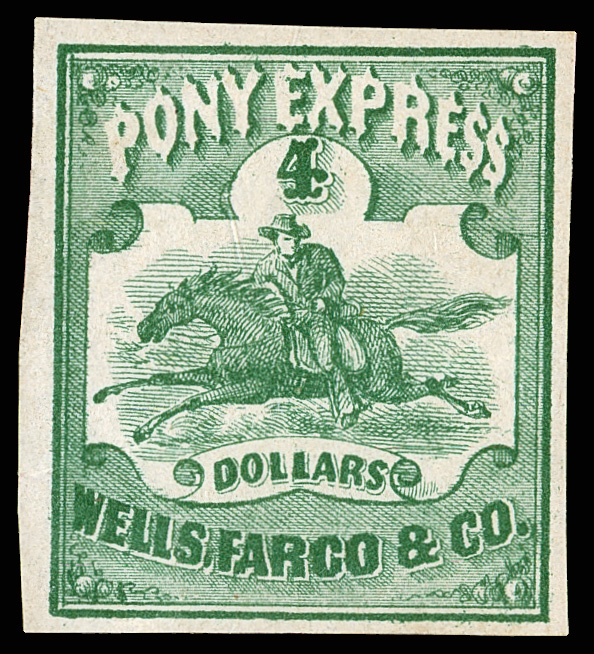 PONY EXPRESS
4
DOLLARS
WELLS, FARGO & CO.